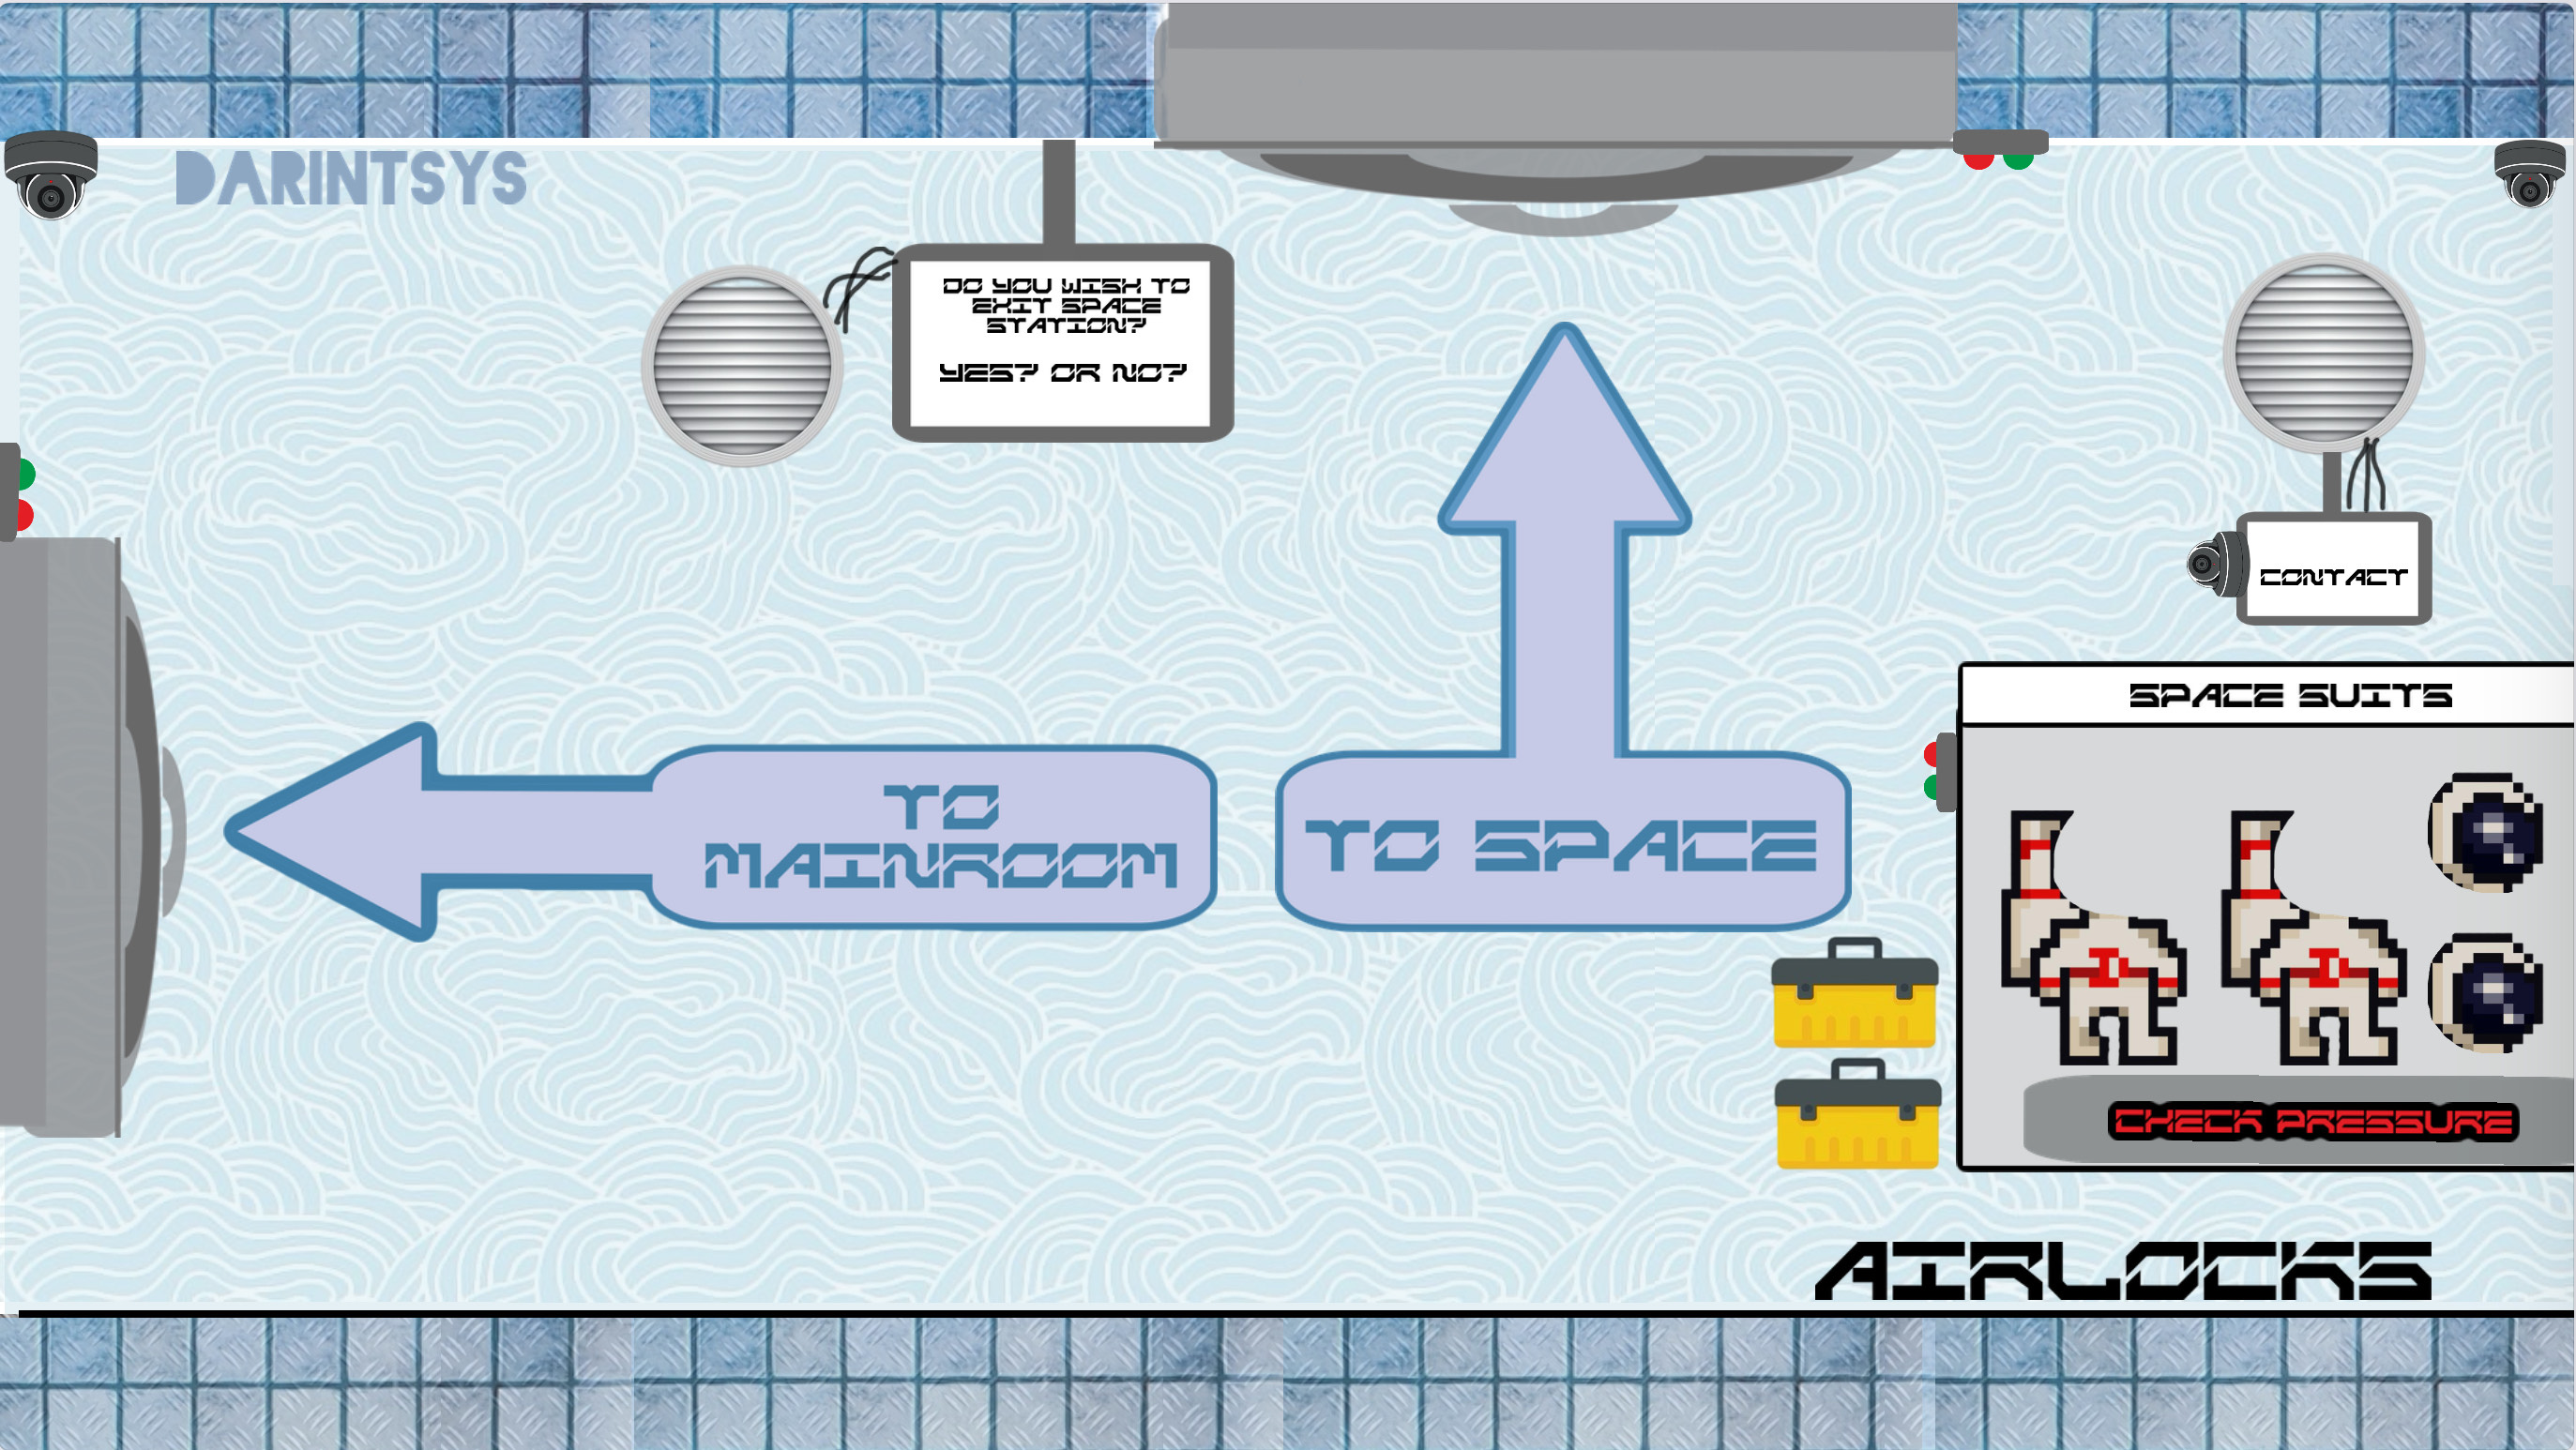 DARINTSYS
DO YOU WISH TO
EXIT SPACE
STATION?
YES? OR NO?
CONTACT
SPACE SUITS
TO
MAINROOM
TO SPACE
CHECK PRESSURE
AIRLOCKS